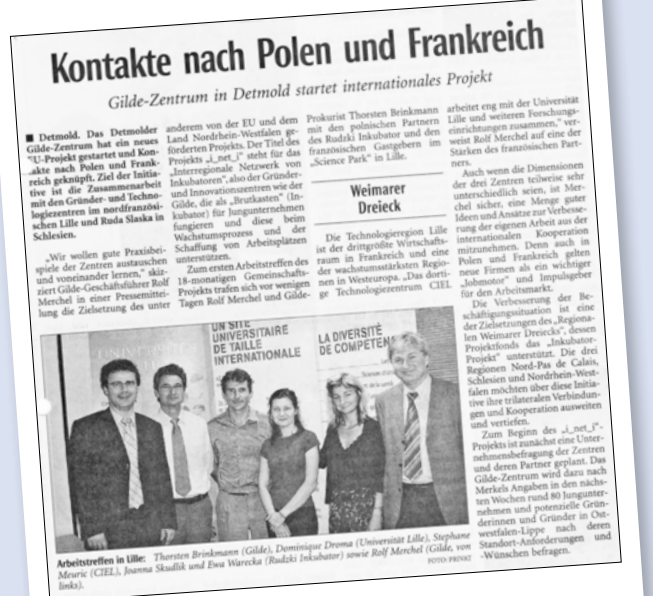 Kontakte nach Polen und Frankreich
Gilde-Zentrum in Detmold startet internationales Projekt
■ Detmold. Das Detmolder
Gilde-Zentrum hat ein neues
EU-Projekt gestartet und Kon-
takte nach Polen und Frank-
reich geknüpft. Ziel der Initia-
tive ist die Zusammenarbeit
mit den Gründer- und Techno-
logiezentren im nordfranzösi-
schen Lille und Ruda Slaska in
Schlesien.
„Wir wollen gute Praxisbei-
spiele der Zentren austauschen
und voneinander lernen,“ skiz-
ziert Gilde-Geschäftsführer Rolf
Merchel in einer Pressemittei-
lung die Zielsetzung des unter
anderem von der EU und dem
Land Nordrhein-Westfalen ge-
förderten Projekts. Der Titel des
Projekts „i_net_i“ steht für das
„Interregionale Netzwerk von
Inkubatoren“, also der Gründer-
und Innovationszentren wie der
Gilde, die als „Brutkasten“ (In-
kubator) für Jungunternehmen
fungieren und diese beim
Wachstumsprozess und der
Schaffung von Arbeitsplätzen
unterstützen.
Zum ersten Arbeitstreffen des
18-monatigen Gemeinschafts-
Projekts trafen sich vor wenigen
Tagen Rolf Merchel und Gilde-
Prokurist Thorsten Brinkmann
mit den polnischen Partnern
des Rudzki Inkubator und den
französischen Gastgebern im
„Science Park“ in Lille.
Weimarer
Dreieck
Die Technologieregion Lille
ist der drittgrößte Wirtschafts-
raum in Frankreich und eine
der wachstumsstärksten Regio-
nen in Westeuropa. „Das dorti-
ge Technologiezentrum CIEL
arbeitet eng mit der Universität
Lille und weiteren Forschungs-
einrichtungen zusammen,“ ver-
weist Rolf Merchel auf eine der
Stärken des französischen Part-
ners.
Auch wenn die Dimensionen
der drei Zentren teilweise sehr
unterschiedlich seien, ist Mer-
chel sicher, eine Menge guter
Ideen und Ansätze zur Verbesse-
rung der eigenen Arbeit aus der
internationalen Kooperation
mitzunehmen. Denn auch in
Polen und Frankreich gelten
neue Firmen als ein wichtiger
„Jobmotor“ und Impulsgeber
für den Arbeitsmarkt.
Die Verbesserung der Be-
schäftigungssituation ist eine
der Zielsetzungen des „Regiona-
len Weimarer Dreiecks“, dessen
Projektfonds das „Inkubator-
Projekt“ unterstützt. Die drei
Regionen Nord-Pas de Calais,
Schlesien und Nordrhein-West-
falen möchten über diese Initia-
tive ihre trilateralen Verbindun-
gen und Kooperation ausweiten
und vertiefen.
Zum Beginn des „i_net_i“-
Projekts ist zunächst eine Unter-
nehmensbefragung der Zentren
und deren Partner geplant. Das
Gilde-Zentrum wird dazu nach
Merkels Angaben in den nächs-
ten Wochen rund 80 Jungunter-
nehmen und potenzielle Grün-
derinnen und Gründer in Ost-
westfalen-Lippe nach deren
Standort-Anforderungen und
-Wünschen befragen.
UN SITE
UNIVERSITAIRE
DE TAILLE
INTERNATIONALE
LA DIVERSITÉ
DE COMPÉTEN
Arbeitstreffen in Lille: Thorsten Brinkmann (Gilde), Dominique Droma (Universität Lille), Stephane
Meuric (CIEL), Joanna Skudlik und Ewa Warecka (Rudzki Inkubator) sowie Rolf Merchel (Gilde, von
links).
FOTO: PRIVAT